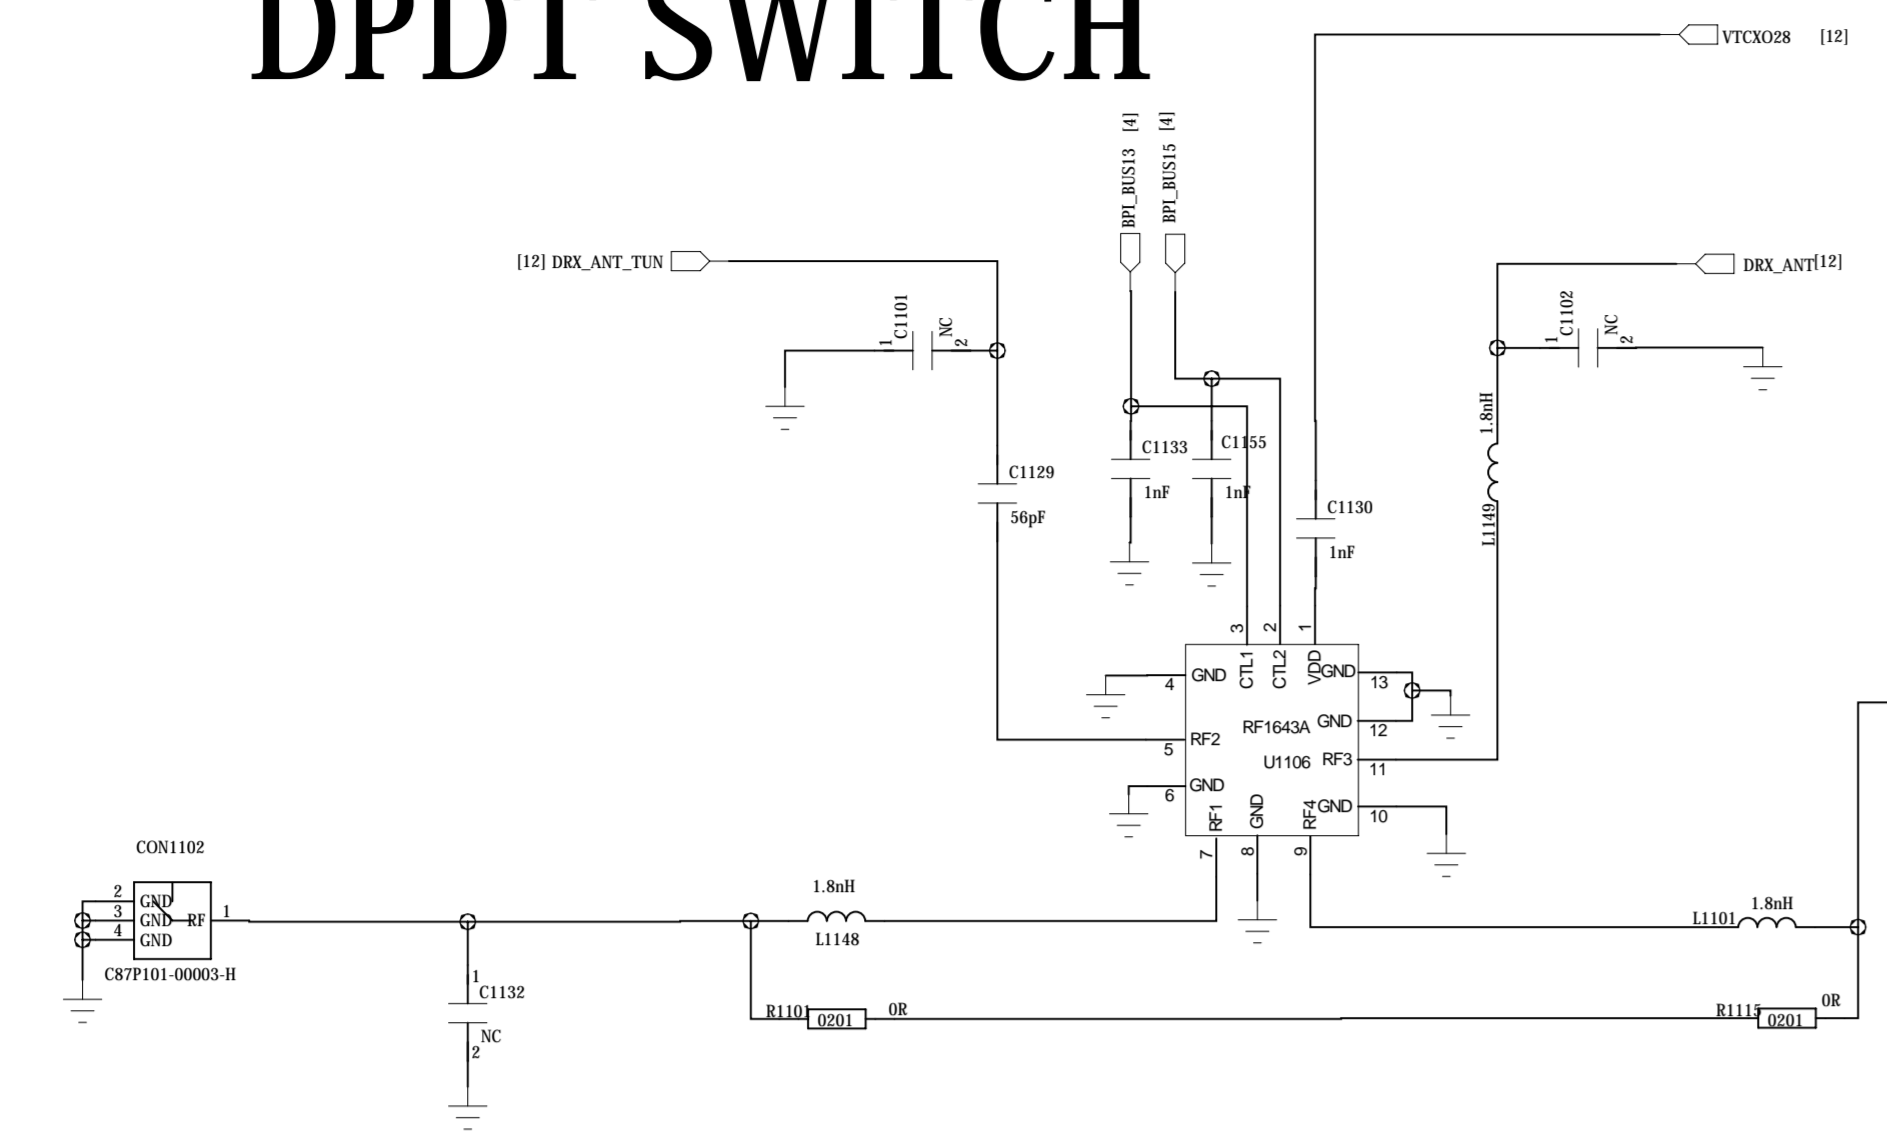 DPDT SWITCH
VTCXO28 [12]
BPI_BUS13 [4]
BPI_BUS15 [4]
[12] DRX_ANT_TUN
DRX_ANT[12]
C1101
NC
1
2
C1102
NC
1
2
1.8nH
L1149
C1129
56pF
C1133
1nF
C1155
1nF
C1130
1nF
3
2
1
CTL1
CTL2
VDD
4
GND
GND
13
GND
12
RF1643A
5
RF2
U1106
RF3
11
6
GND
GND
10
RF1
GND
RF4
7
8
9
CON1102
2
GND
3
GND
RF
1
4
GND
C87P101-00003-H
1.8nH
L1148
L1101
1.8nH
1
C1132
NC
2
R1101
0201
0R
R1115
0201
0R